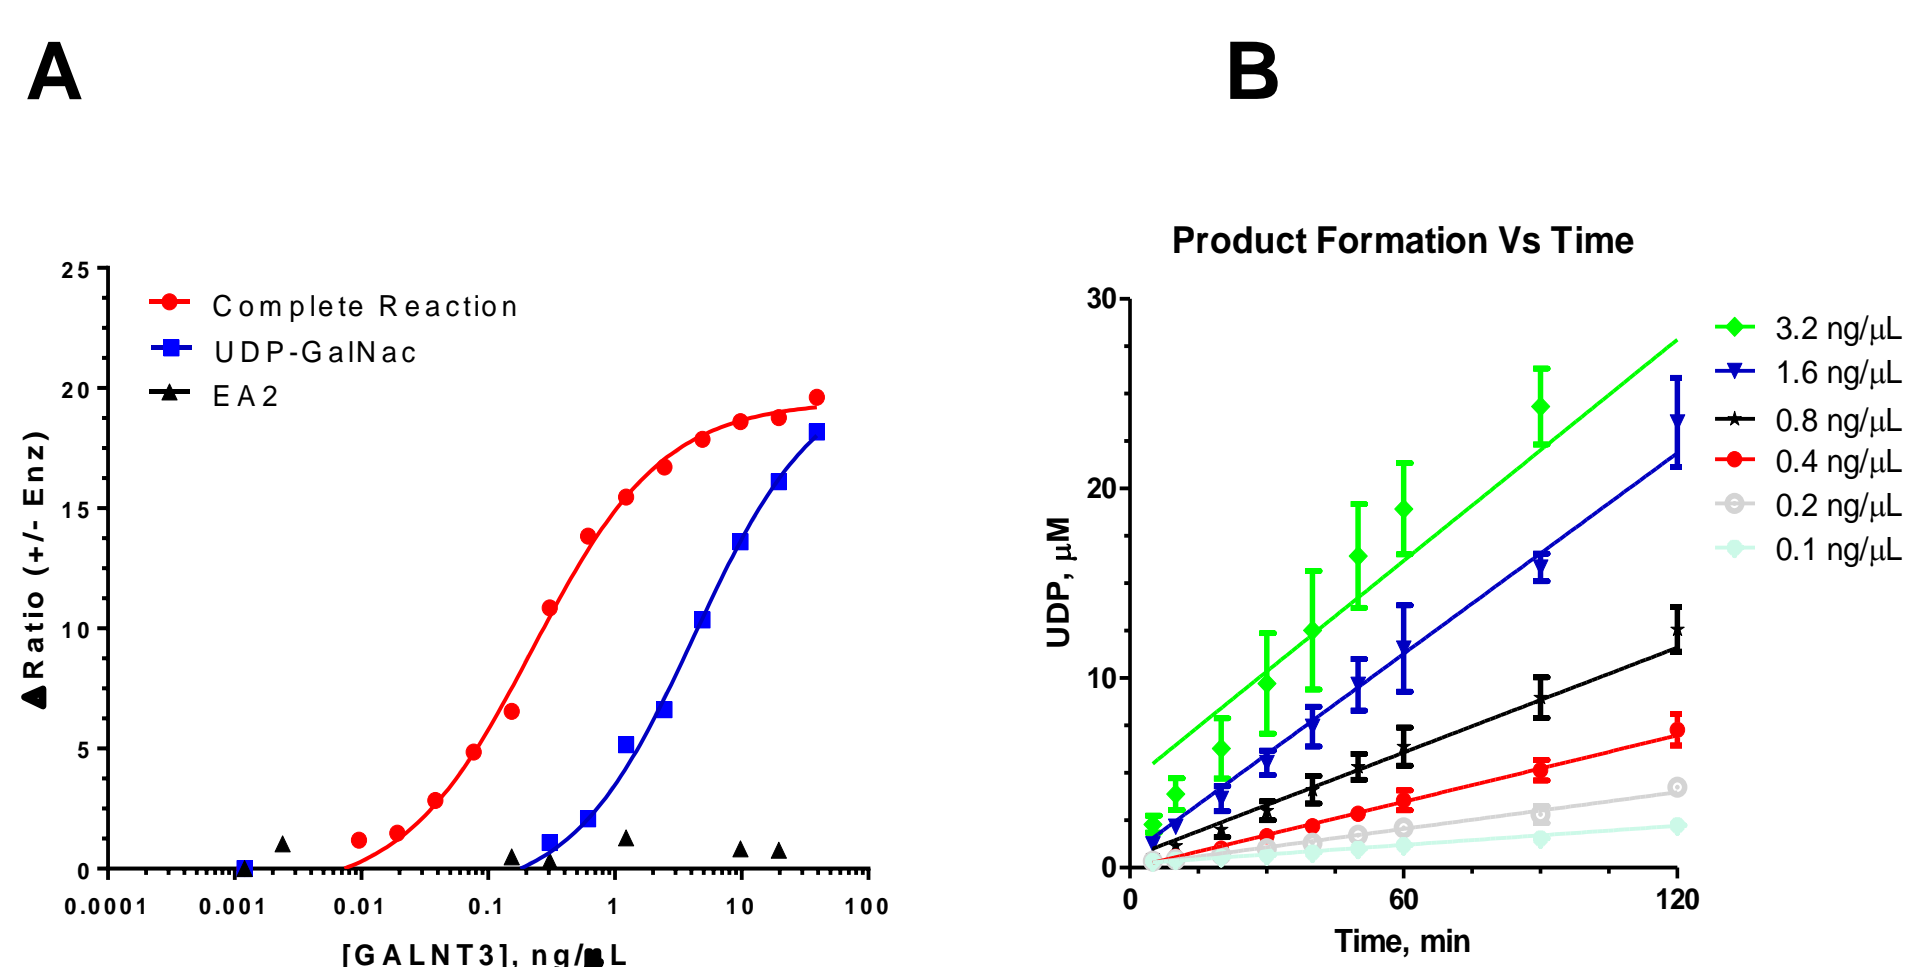 A
B
25
20
15
10
5
0
Complete Reaction
UDP-GalNac
EA2
ΔRatio (+/- Enz)
0.0001 0.001 0.01 0.1 1 10 100
[GALNT3], ng/μL
Product Formation Vs Time
30
20
10
0
UDP, μM
0 60 120
Time, min
3.2 ng/μL
1.6 ng/μL
0.8 ng/μL
0.4 ng/μL
0.2 ng/μL
0.1 ng/μL